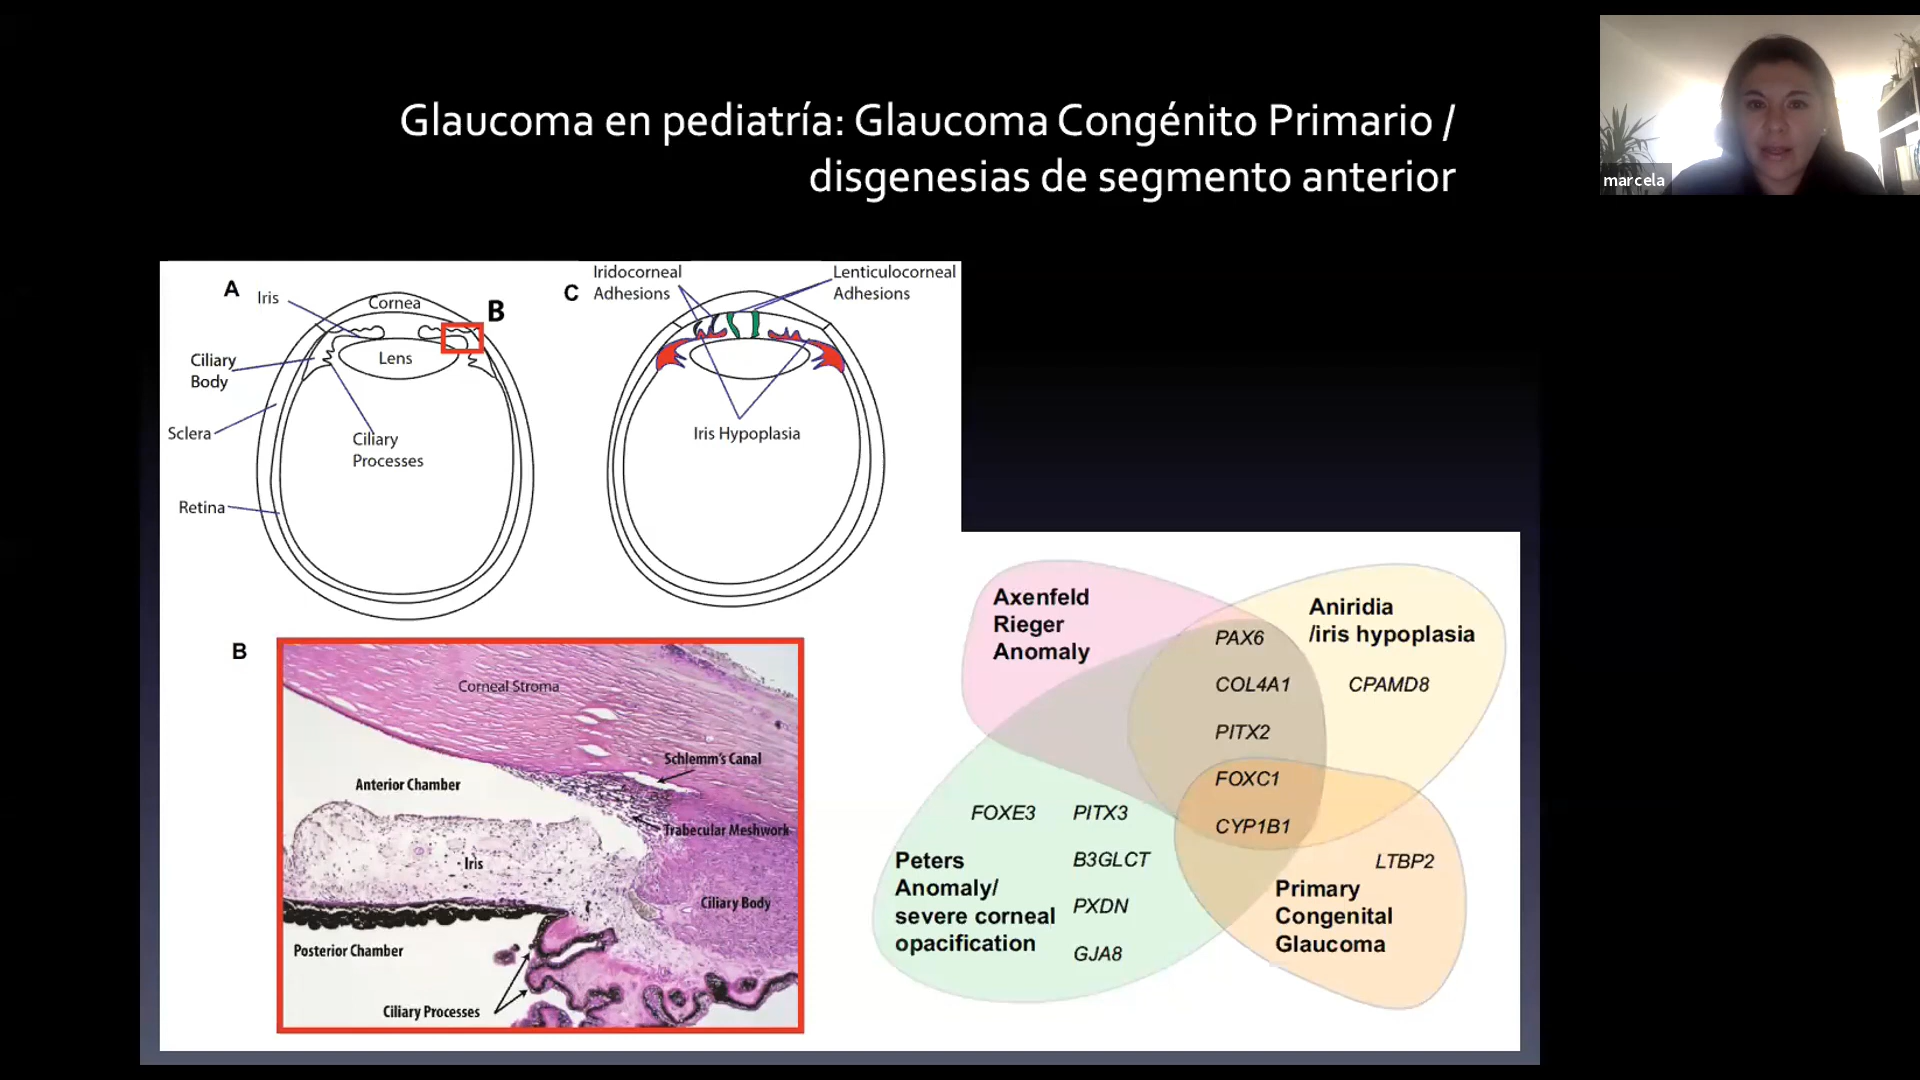 Glaucoma en pediatría: Glaucoma Congénito Primario /
disgenesias de segmento anterior
marcela
A
Iris
Cornea
B
Lens
Ciliary
Body
Sclera
Ciliary
Processes
Retina
C
Iridocorneal
Adhesions
Lenticulocorneal
Adhesions
Iris Hypoplasia
B
Corneal Stroma
Schlemm's Canal
Anterior Chamber
Trabecular Meshwork
Iris
Ciliary Body
Posterior Chamber
Ciliary Processes
Axenfeld
Rieger
Anomaly
Aniridia
/iris hypoplasia
PAX6
COL4A1
CPAMD8
PITX2
FOXC1
CYP1B1
FOXE3
PITX3
B3GLCT
PXDN
GJA8
Peters
Anomaly/
severe corneal
opacification
LTBP2
Primary
Congenital
Glaucoma